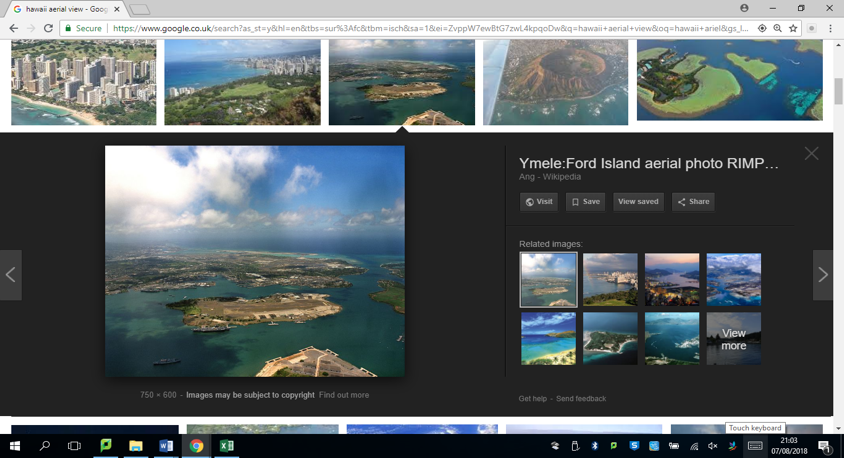 hawaii aerial view - Goo
Secure
https://www.google.co.uk/search?as_st=y&hl=en&tbs=sur%3Afc&tbm=isch&sa=1&ei=ZvppW7ewBtG7zwL4kpqoDw&q=hawaii+aerial+view&oq=hawaii+ariel&gs_l...
Ymele:Ford Island aerial photo RIMP...
Ang - Wikipedia
Visit
Save
View saved
Share
Related images:
View more
750 × 600 - Images may be subject to copyright Find out more
Get help - Send feedback
Touch keyboard
21:03
07/08/2018
1